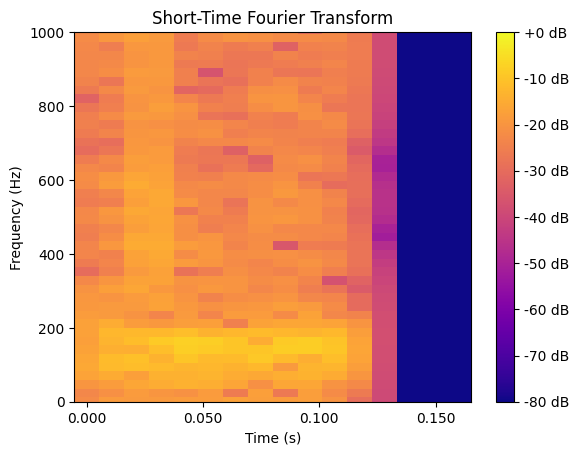 Short-Time Fourier Transform
1000
800
600
400
200
0
Frequency (Hz)
0.000
0.050
0.100
0.150
Time (s)
+0 dB
-10 dB
-20 dB
-30 dB
-40 dB
-50 dB
-60 dB
-70 dB
-80 dB